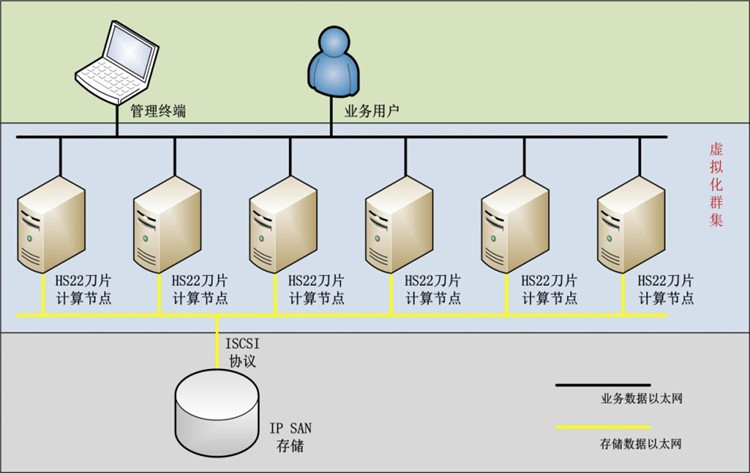 管理终端
业务用户
虚拟化群集
HS22刀片
计算节点
HS22刀片
计算节点
HS22刀片
计算节点
HS22刀片
计算节点
HS22刀片
计算节点
HS22刀片
计算节点
ISCSI
协议
IP SAN
存储
业务数据以太网
存储数据以太网